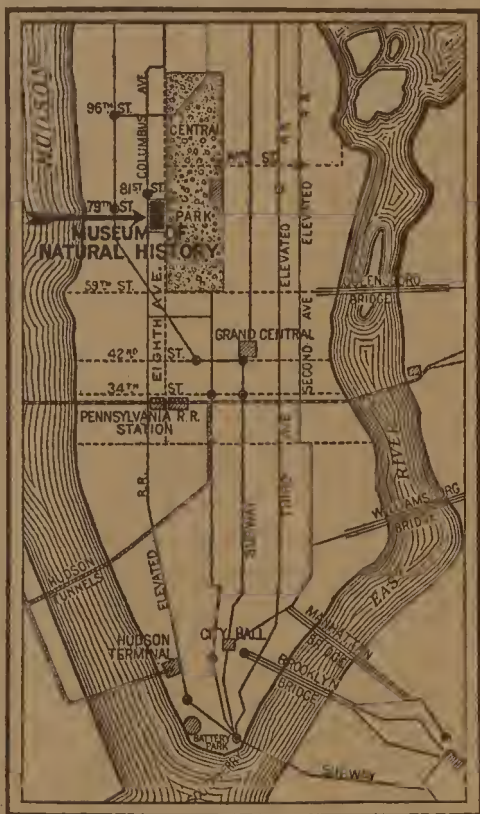 HUDSON
96TH ST.
COLUMBUS AVE
CENTRAL
81ST ST.
79TH ST.
PARK
MUSEUM OF
NATURAL HISTORY
59TH ST.
EIGHTH AVE.
42ND ST.
34TH ST.
GRAND CENTRAL
PENNSYLVANIA R.R.
STATION
ELEVATED R.R.
SUBWAY
THIRD AVE ELEVATED R.R.
SECOND AVE ELEVATED R.R.
QUEENSBORO
BRIDGE
WILLIAMSBURG
BRIDGE
EAST RIVER
HUDSON
TUNNELS
HUDSON
TERMINAL
CITY HALL
MANHATTAN
BRIDGE
BROOKLYN
BRIDGE
BATTERY
PARK
SUBWAY